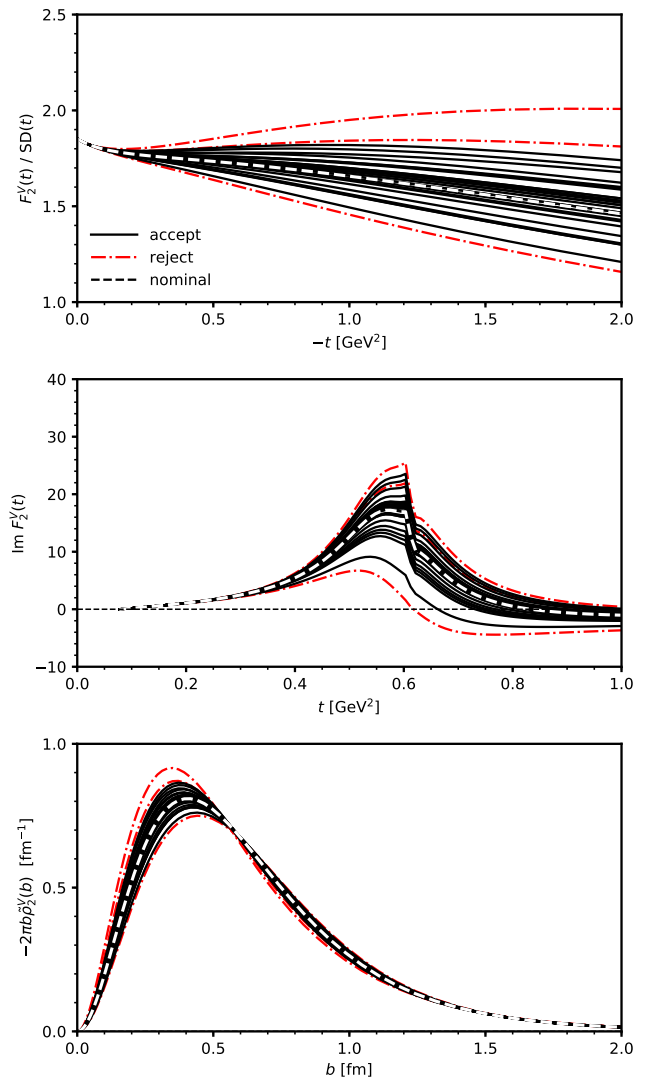 2.5
2.0
1.5
1.0
F₂ⱽ(t) / SD(t)
accept
reject
nominal
0.0 0.5 1.0 1.5 2.0
−t [GeV²]
40
30
20
10
0
−10
Im F₂ⱽ(t)
0.0 0.2 0.4 0.6 0.8 1.0
t [GeV²]
1.0
0.5
0.0
−2πbρ̃₂ⱽ(b) [fm⁻¹]
0.0 0.5 1.0 1.5 2.0
b [fm]